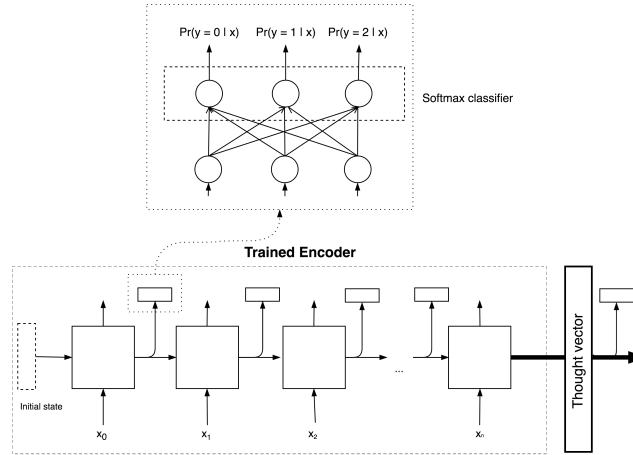 Pr(y = 0 | x) Pr(y = 1 | x) Pr(y = 2 | x)
Softmax classifier
Trained Encoder
Initial state
...
Thought vector
x₀ x₁ x₂ xₙ